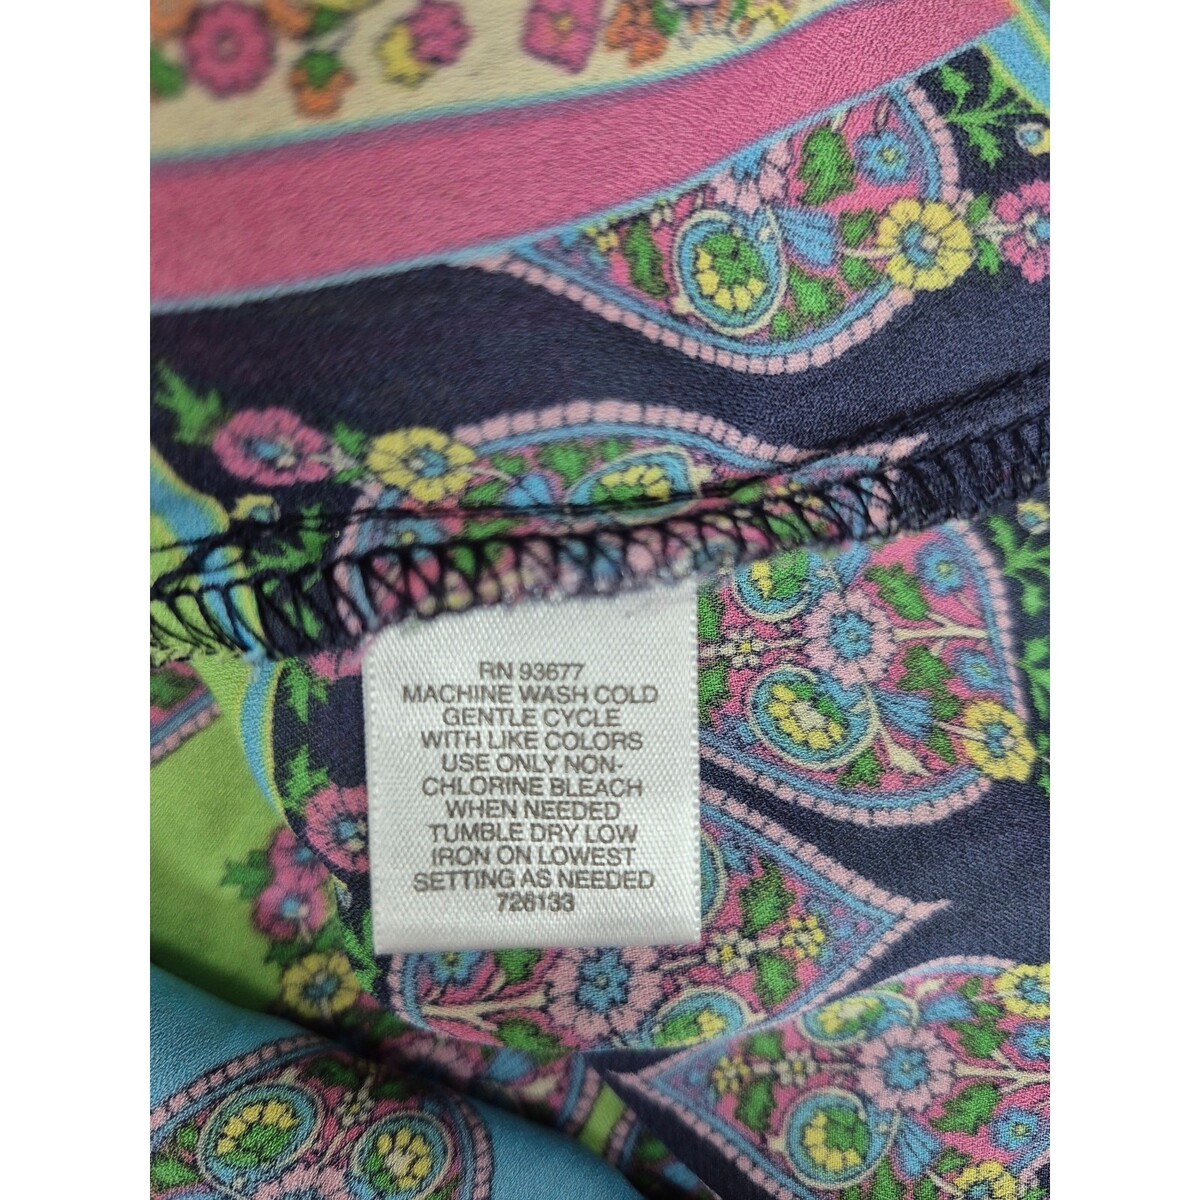 RN 93677
MACHINE WASH COLD
GENTLE CYCLE
WITH LIKE COLORS
USE ONLY NON-
CHLORINE BLEACH
WHEN NEEDED
TUMBLE DRY LOW
IRON ON LOWEST
SETTING AS NEEDED
726133